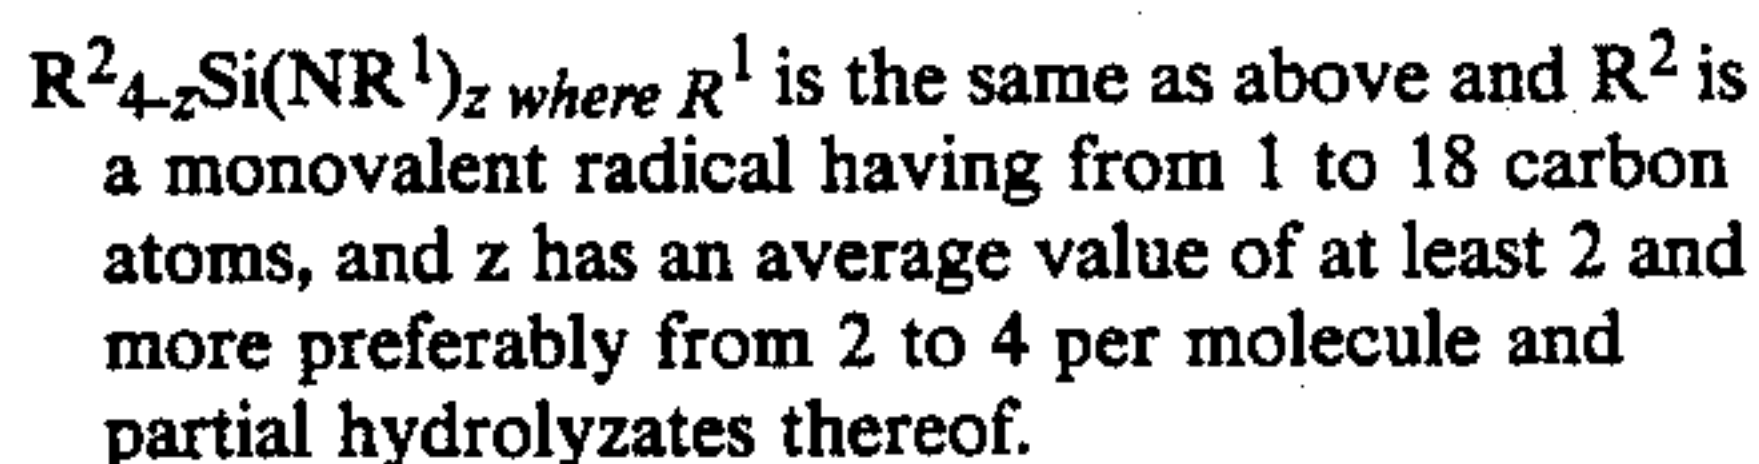 R²₄₋zSi(NR¹)z where R¹ is the same as above and R² is
a monovalent radical having from 1 to 18 carbon
atoms, and z has an average value of at least 2 and
more preferably from 2 to 4 per molecule and
partial hydrolyzates thereof.